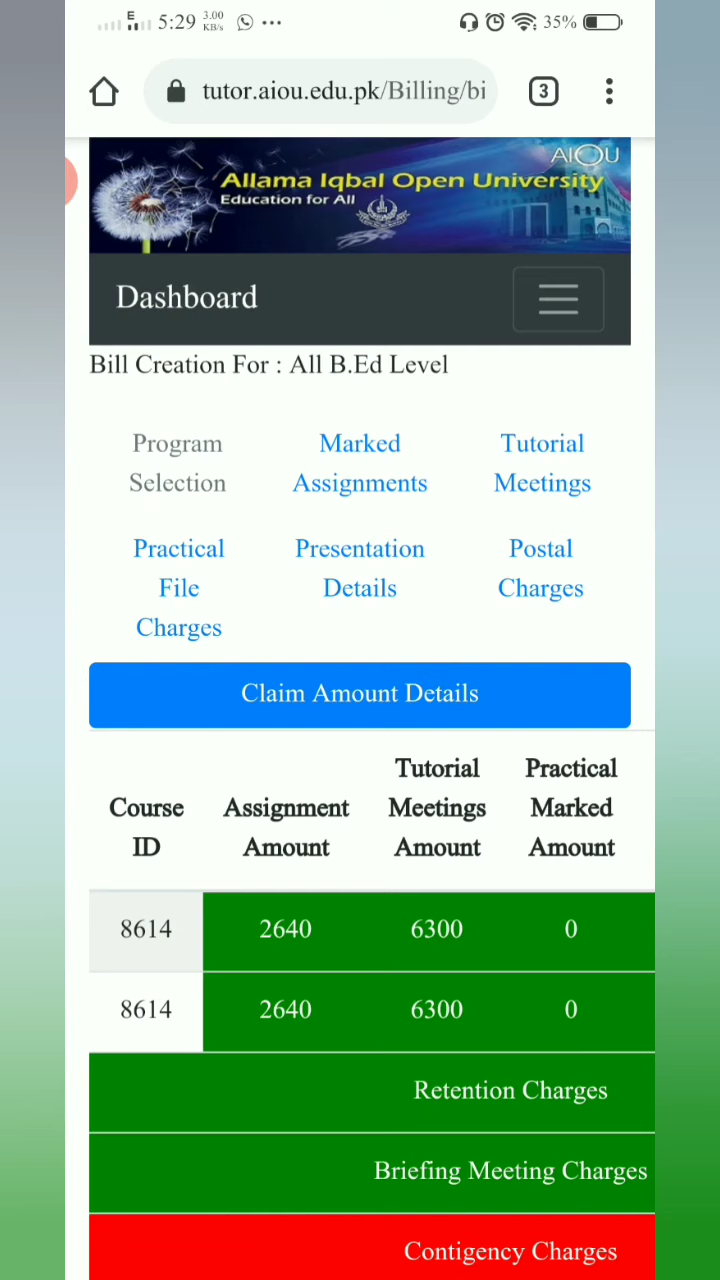 E 5:29 3.00 KB/s 35%
tutor.aiou.edu.pk/Billing/bi 3
AIOU
Allama Iqbal Open University
Education for All
Dashboard
Bill Creation For : All B.Ed Level
Program Selection
Marked Assignments
Tutorial Meetings
Practical File Charges
Presentation Details
Postal Charges
Claim Amount Details
Course ID
Assignment Amount
Tutorial Meetings Amount
Practical Marked Amount
8614 2640 6300 0
8614 2640 6300 0
Retention Charges
Briefing Meeting Charges
Contigency Charges